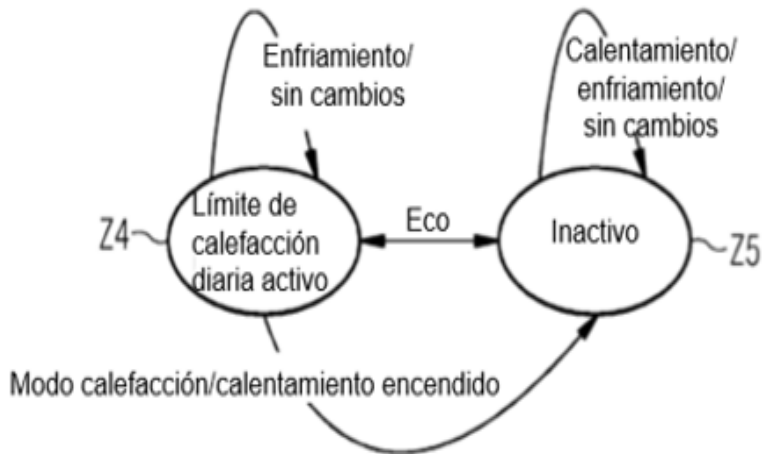 Enfriamiento/
sin cambios
Calentamiento/
enfriamiento/
sin cambios
Z4
Límite de
calefacción
diaria activo
Eco
Inactivo
Z5
Modo calefacción/calentamiento encendido